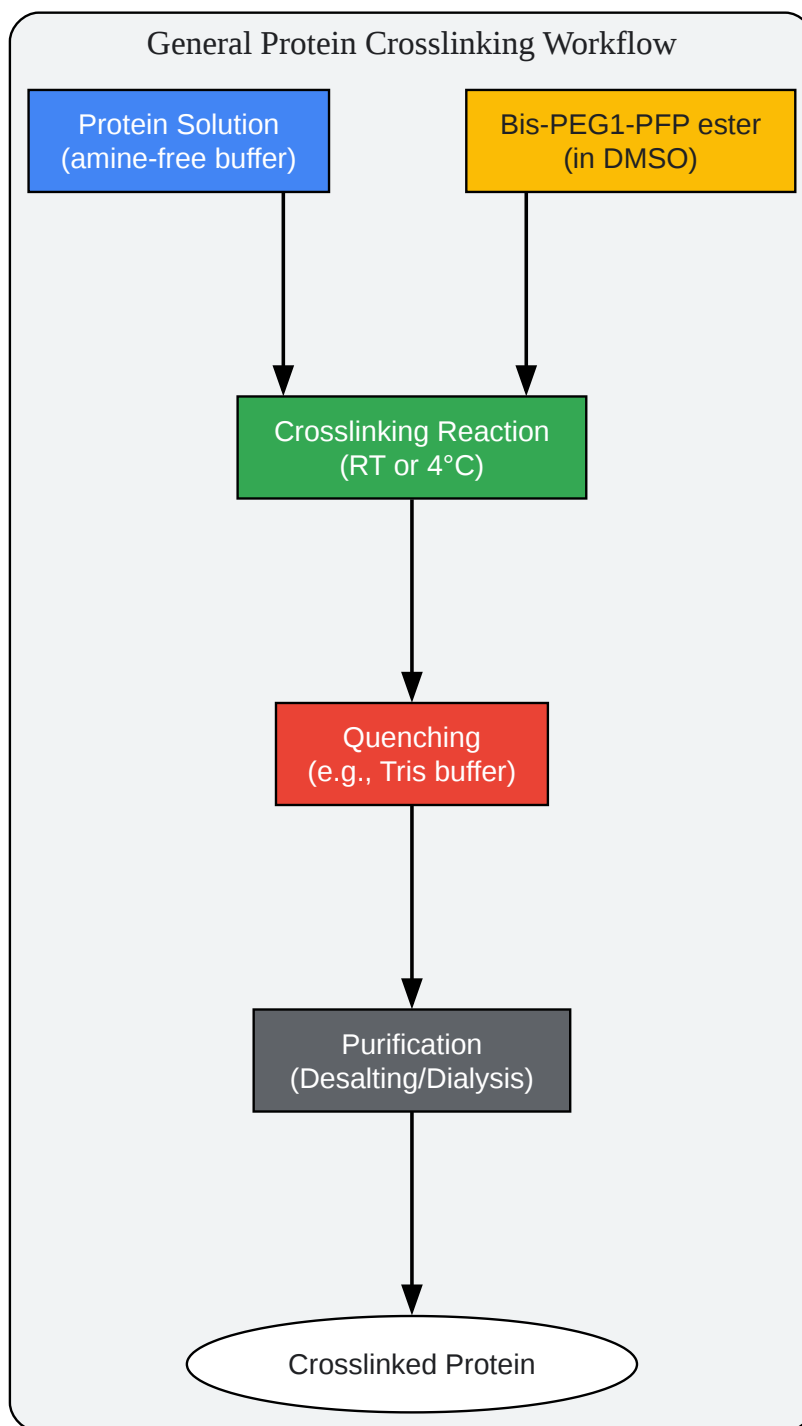 General Protein Crosslinking Workflow
Protein Solution
(amine-free buffer)
Bis-PEG1-PFP ester
(in DMSO)
Crosslinking Reaction
(RT or 4°C)
Quenching
(e.g., Tris buffer)
Purification
(Desalting/Dialysis)
Crosslinked Protein